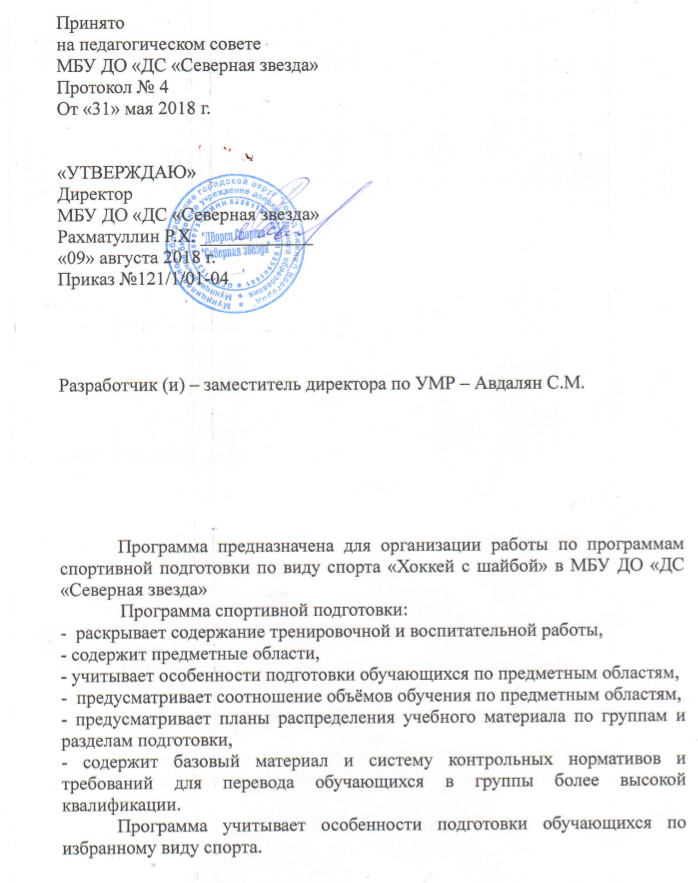 Принято
на педагогическом совете
МБУ ДО «ДС «Северная звезда»
Протокол № 4
От «31» мая 2018 г.
«УТВЕРЖДАЮ»
Директор
МБУ ДО «ДС «Северная звезда»
Рахматуллин Р.Х.
"Дворец Спорта
"Северная звезда"
«09» августа 2018 г.
Приказ №121/1/01-04
Разработчик (и) – заместитель директора по УМР – Авдалян С.М.
Программа предназначена для организации работы по программам
спортивной подготовки по виду спорта «Хоккей с шайбой» в МБУ ДО «ДС
«Северная звезда»
Программа спортивной подготовки:
- раскрывает содержание тренировочной и воспитательной работы,
- содержит предметные области,
- учитывает особенности подготовки обучающихся по предметным областям,
- предусматривает соотношение объёмов обучения по предметным областям,
- предусматривает планы распределения учебного материала по группам и
разделам подготовки,
- содержит базовый материал и систему контрольных нормативов и
требований для перевода обучающихся в группы более высокой
квалификации.
Программа учитывает особенности подготовки обучающихся по
избранному виду спорта.